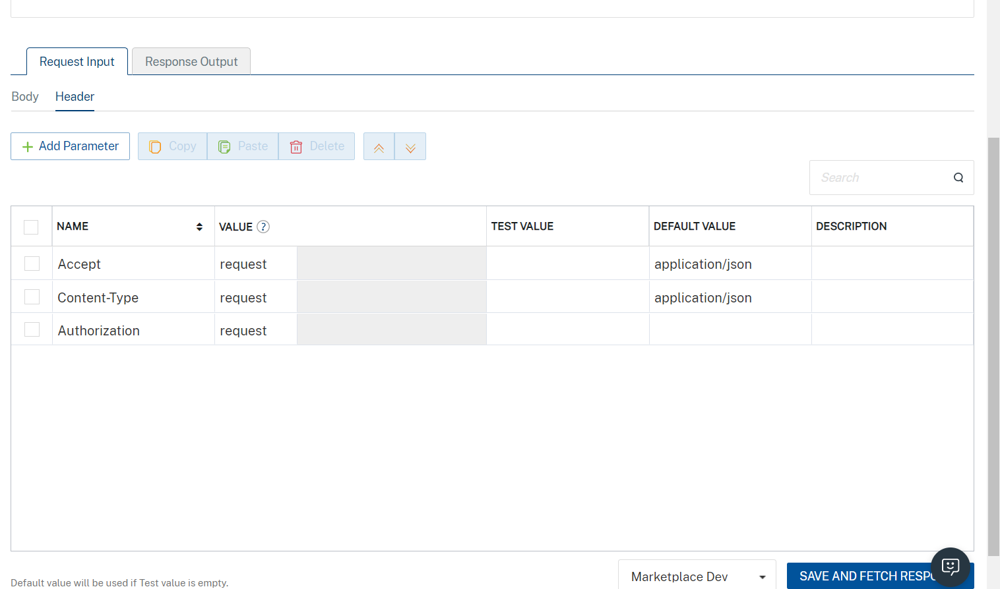 Request Input Response Output
Body Header
Add Parameter Copy Paste Delete
Search
NAME VALUE ? TEST VALUE DEFAULT VALUE DESCRIPTION
Accept request application/json
Content-Type request application/json
Authorization request
Marketplace Dev SAVE AND FETCH
Default value will be used if Test value is empty.